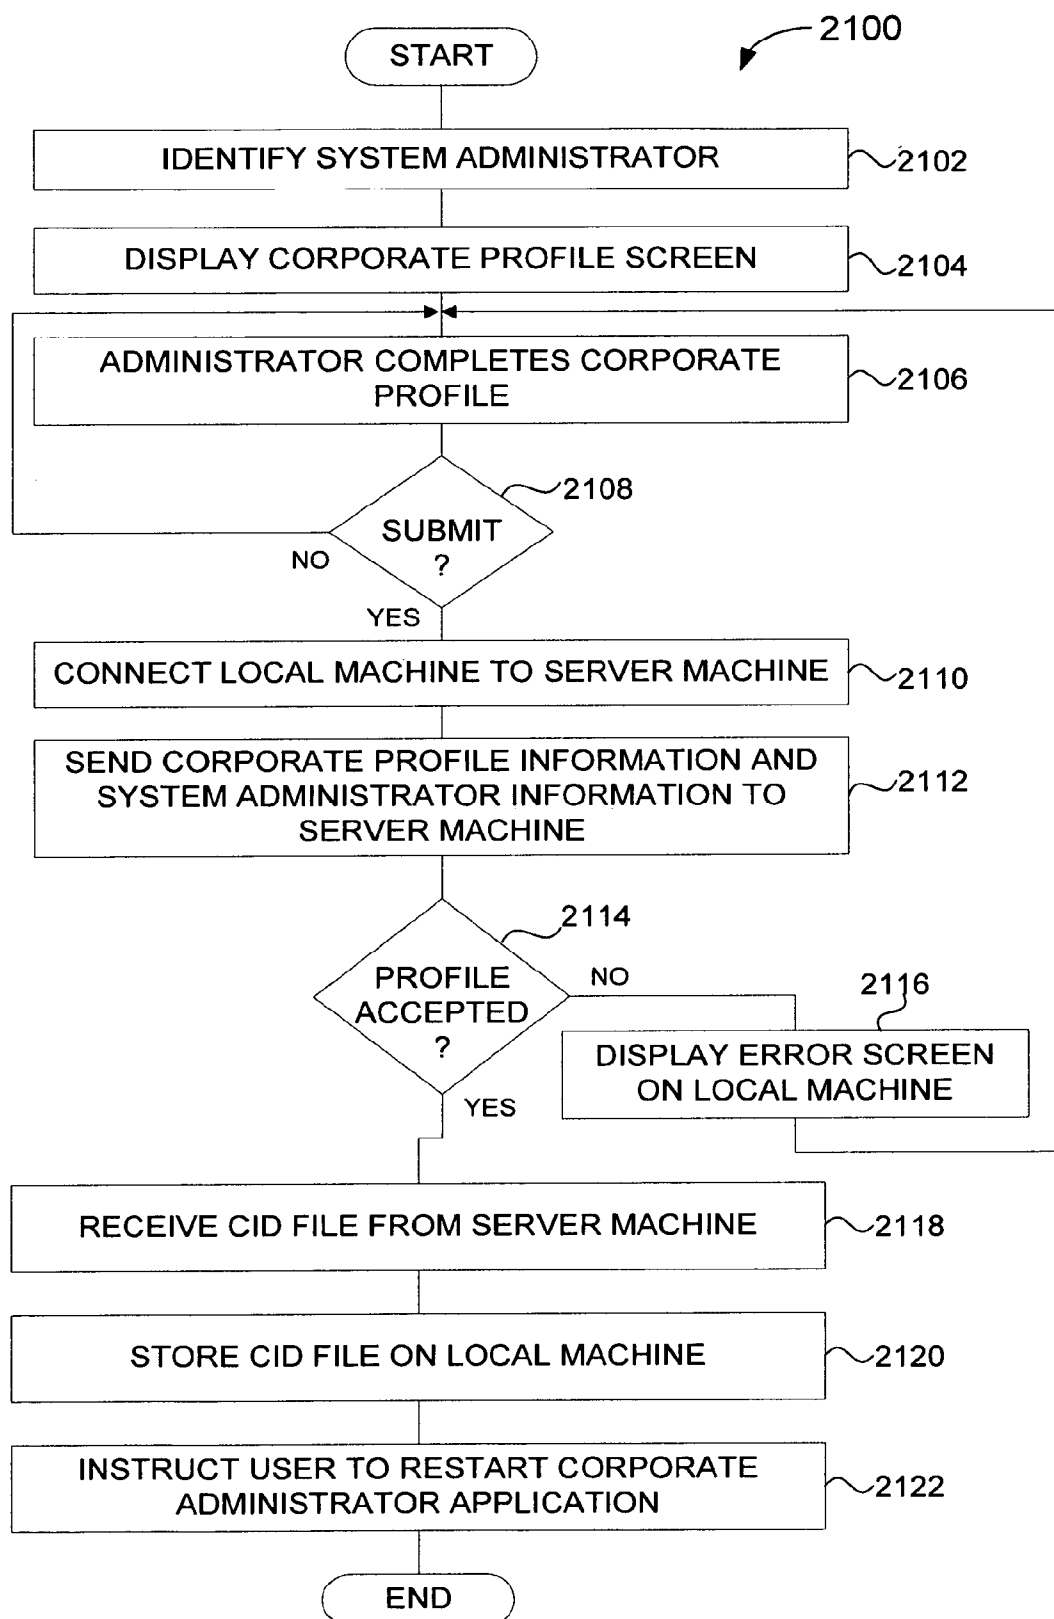 2100
START
IDENTIFY SYSTEM ADMINISTRATOR
2102
DISPLAY CORPORATE PROFILE SCREEN
2104
ADMINISTRATOR COMPLETES CORPORATE
PROFILE
2106
2108
SUBMIT
?
NO
YES
CONNECT LOCAL MACHINE TO SERVER MACHINE
2110
SEND CORPORATE PROFILE INFORMATION AND
SYSTEM ADMINISTRATOR INFORMATION TO
SERVER MACHINE
2112
2114
PROFILE
ACCEPTED
?
NO
YES
2116
DISPLAY ERROR SCREEN
ON LOCAL MACHINE
RECEIVE CID FILE FROM SERVER MACHINE
2118
STORE CID FILE ON LOCAL MACHINE
2120
INSTRUCT USER TO RESTART CORPORATE
ADMINISTRATOR APPLICATION
2122
END